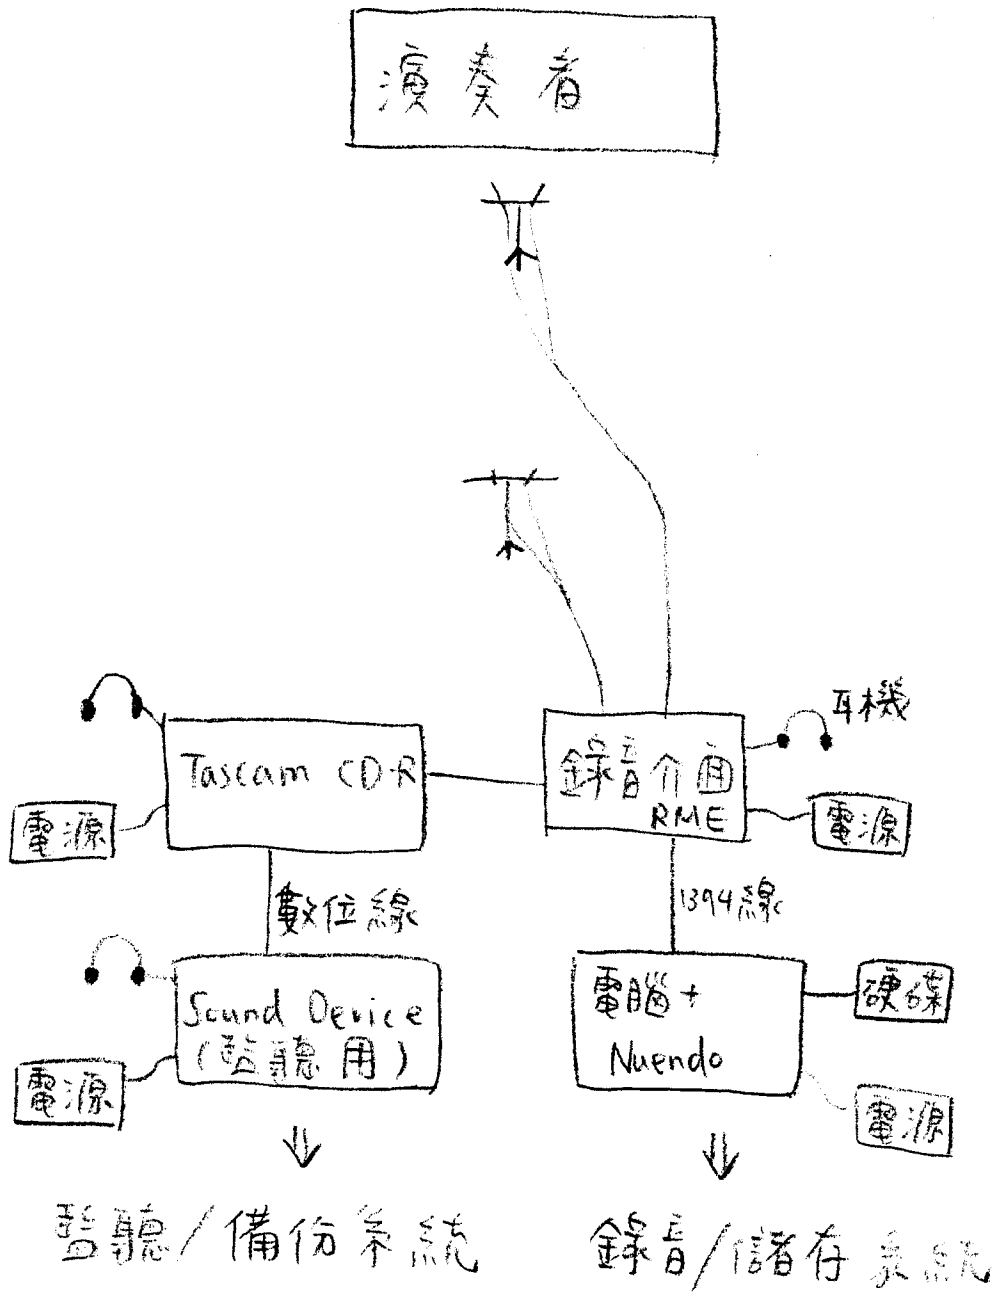 演奏者
耳機
Tascam CD-R
錄音介面
RME
電源
電源
數位線
1394線
Sound Device
(監聽用)
電腦+
Nuendo
硬碟
電源
電源
監聽/備份系統
錄音/儲存系統